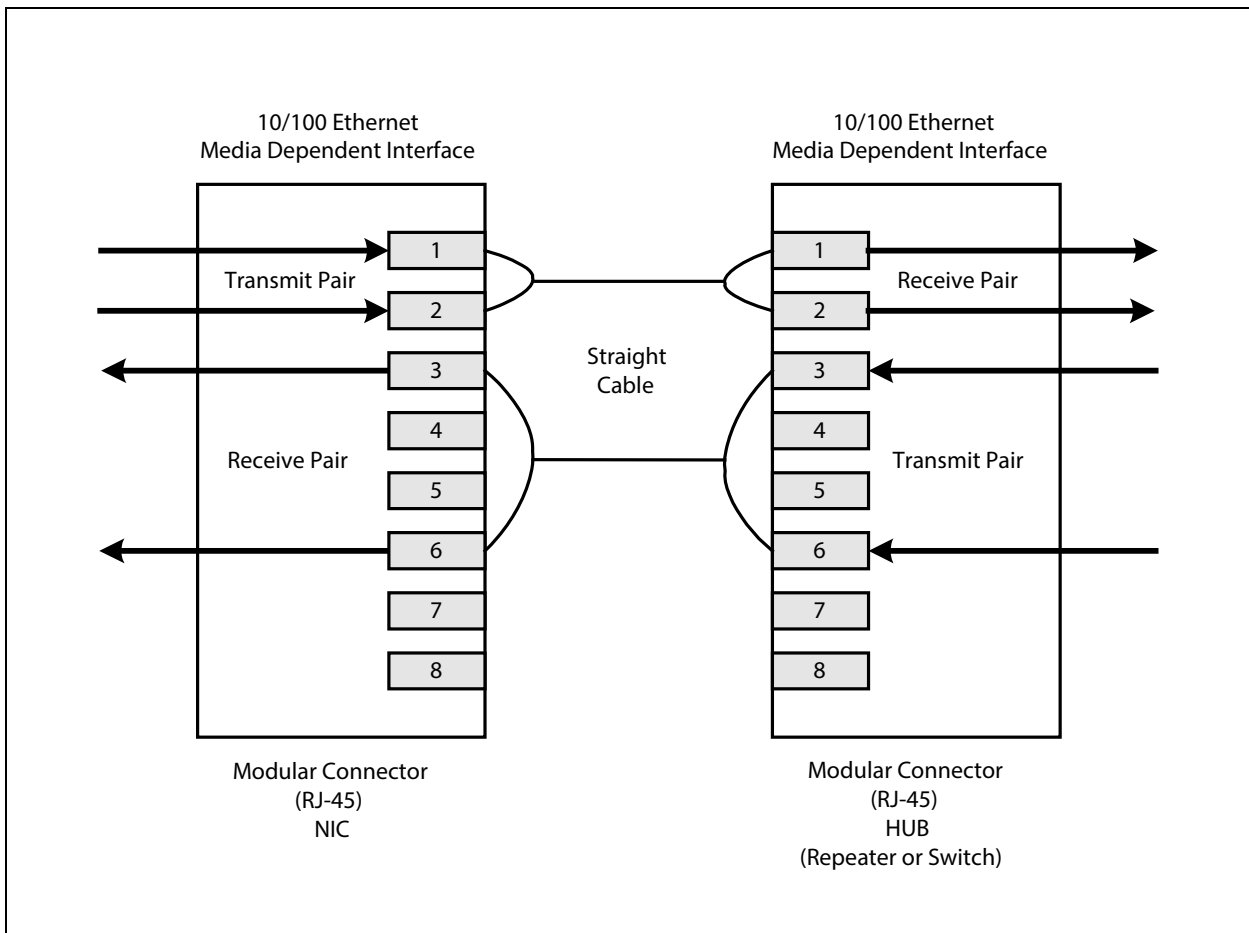 10/100 Ethernet
Media Dependent Interface
1
Transmit Pair
2
3
4
Receive Pair
5
6
7
8
Modular Connector
(RJ-45)
NIC
Straight
Cable
10/100 Ethernet
Media Dependent Interface
1
Receive Pair
2
3
4
Transmit Pair
5
6
7
8
Modular Connector
(RJ-45)
HUB
(Repeater or Switch)